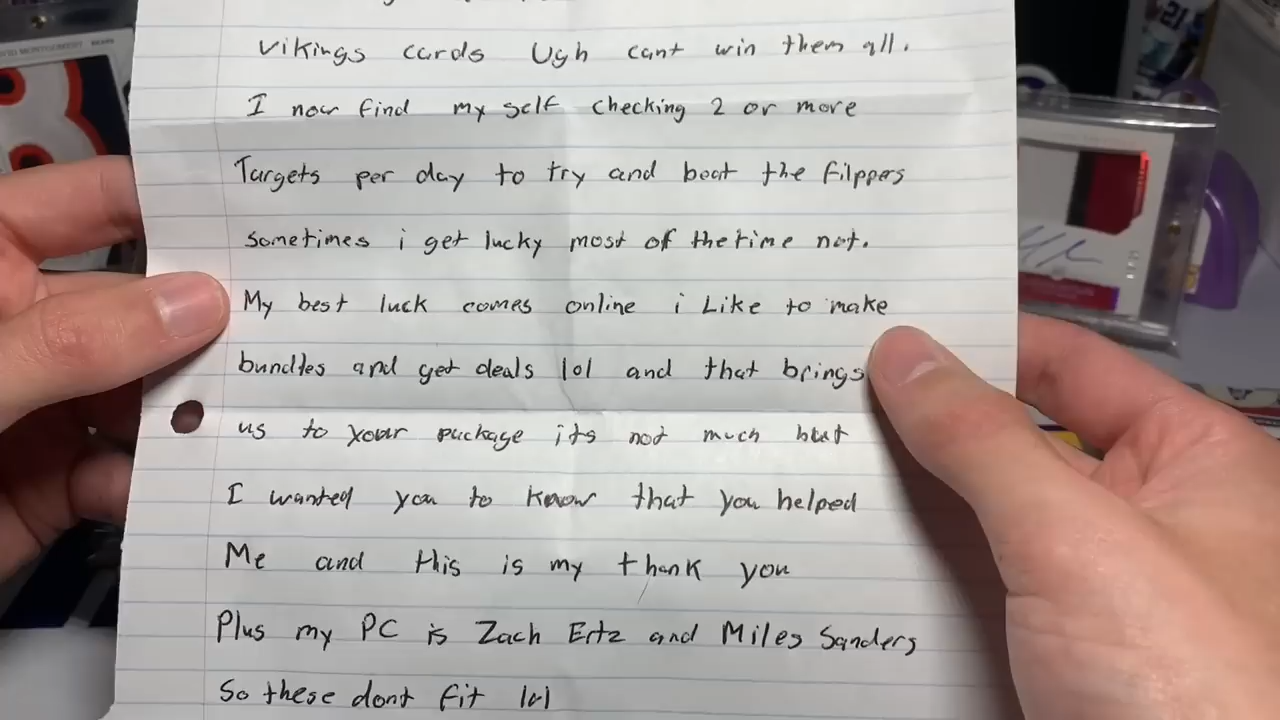 Vikings cards Ugh cant win them all.
I now find my self checking 2 or more
Targets per day to try and beat the filppers
sometimes i get lucky most of the time not.
My best luck comes online i Like to make
bundles and get deals lol and that brings
us to your package its not much but
I wanted you to know that you helped
Me and this is my thank you
Plus my PC is Zach Ertz and Miles Sanders
So these dont fit lol
21